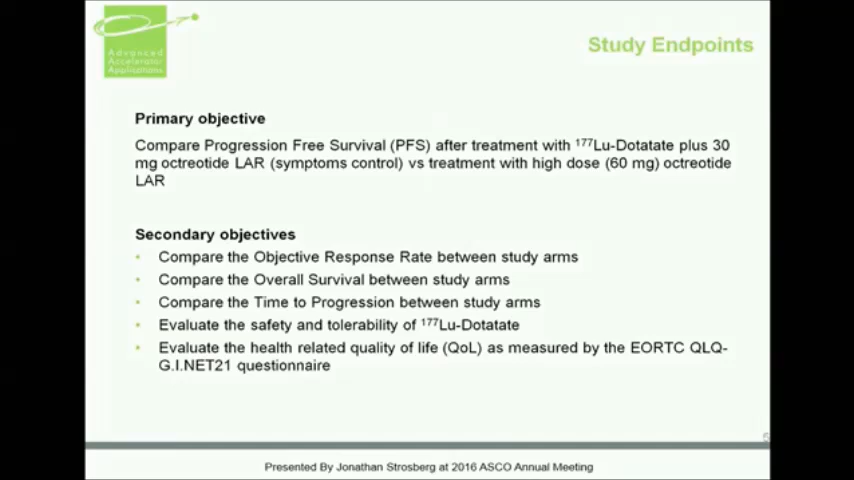 Advanced
Accelerator
Applications
Study Endpoints
Primary objective
Compare Progression Free Survival (PFS) after treatment with ¹⁷⁷Lu-Dotatate plus 30
mg octreotide LAR (symptoms control) vs treatment with high dose (60 mg) octreotide
LAR
Secondary objectives
• Compare the Objective Response Rate between study arms
• Compare the Overall Survival between study arms
• Compare the Time to Progression between study arms
• Evaluate the safety and tolerability of ¹⁷⁷Lu-Dotatate
• Evaluate the health related quality of life (QoL) as measured by the EORTC QLQ-
G.I.NET21 questionnaire
5
Presented By Jonathan Strosberg at 2016 ASCO Annual Meeting